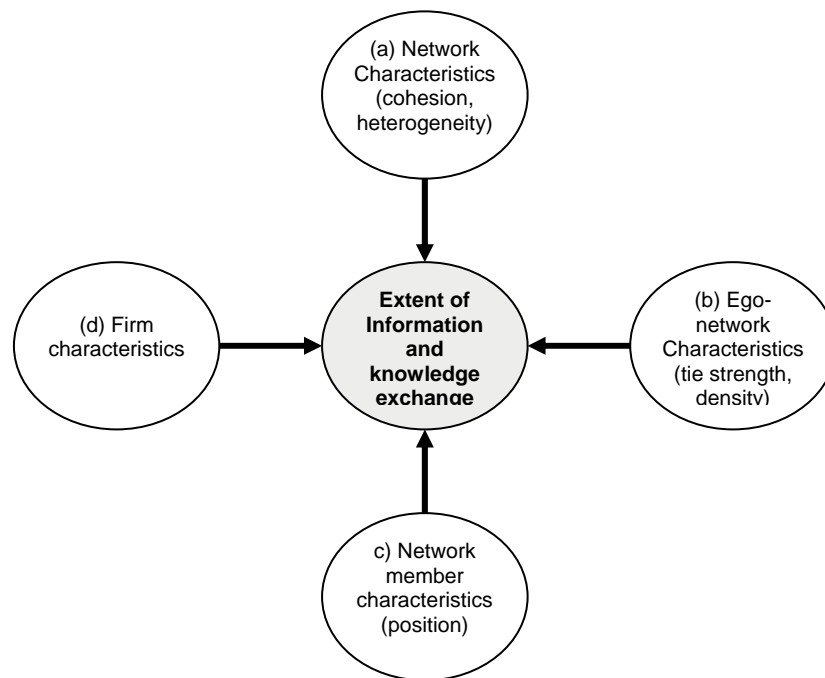 (a) Network
Characteristics
(cohesion,
heterogeneity)
(d) Firm
characteristics
Extent of
Information
and
knowledge
exchange
(b) Ego-
network
Characteristics
(tie strength,
density)
c) Network
member
characteristics
(position)